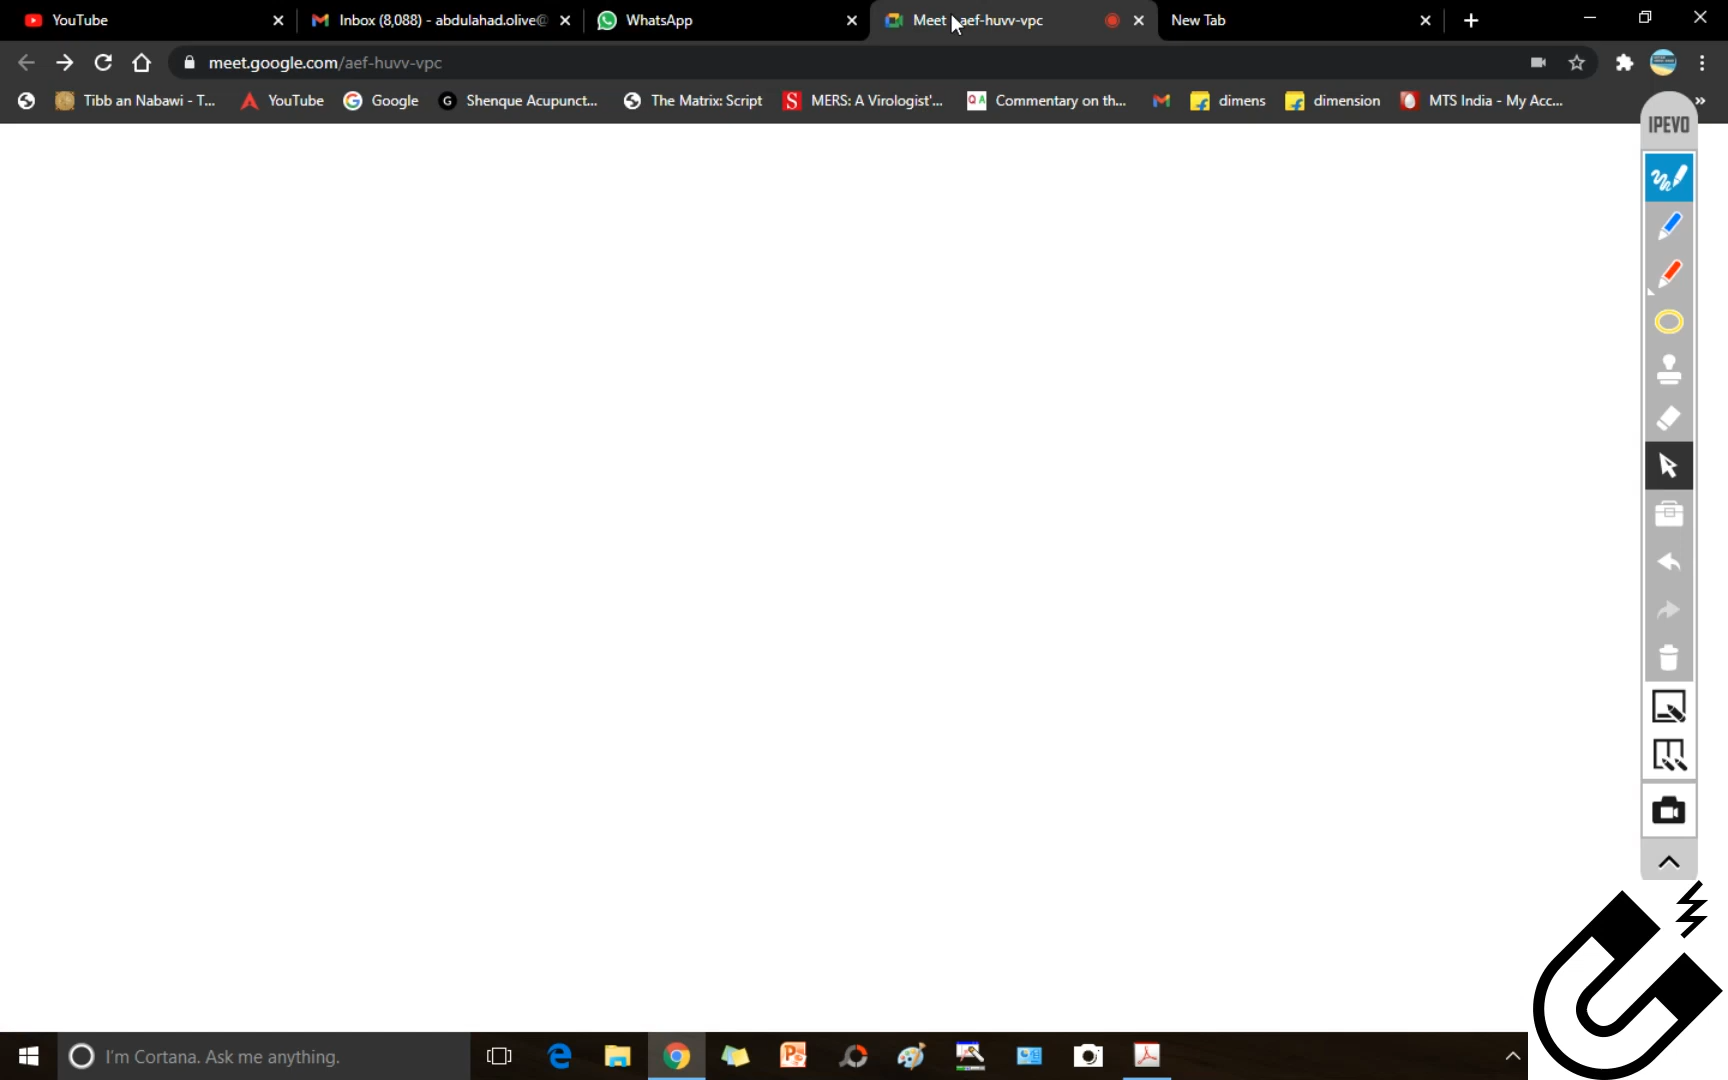 YouTube
Inbox (8,088) - abdulahad.olive@
WhatsApp
Meet aef-huvv-vpc
New Tab
meet.google.com/aef-huvv-vpc
Tibb an Nabawi - T...
YouTube
Google
Shenque Acupunct...
The Matrix: Script
MERS: A Virologist'...
Commentary on th...
dimens
dimension
MTS India - My Acc...
IPEVO
I'm Cortana. Ask me anything.